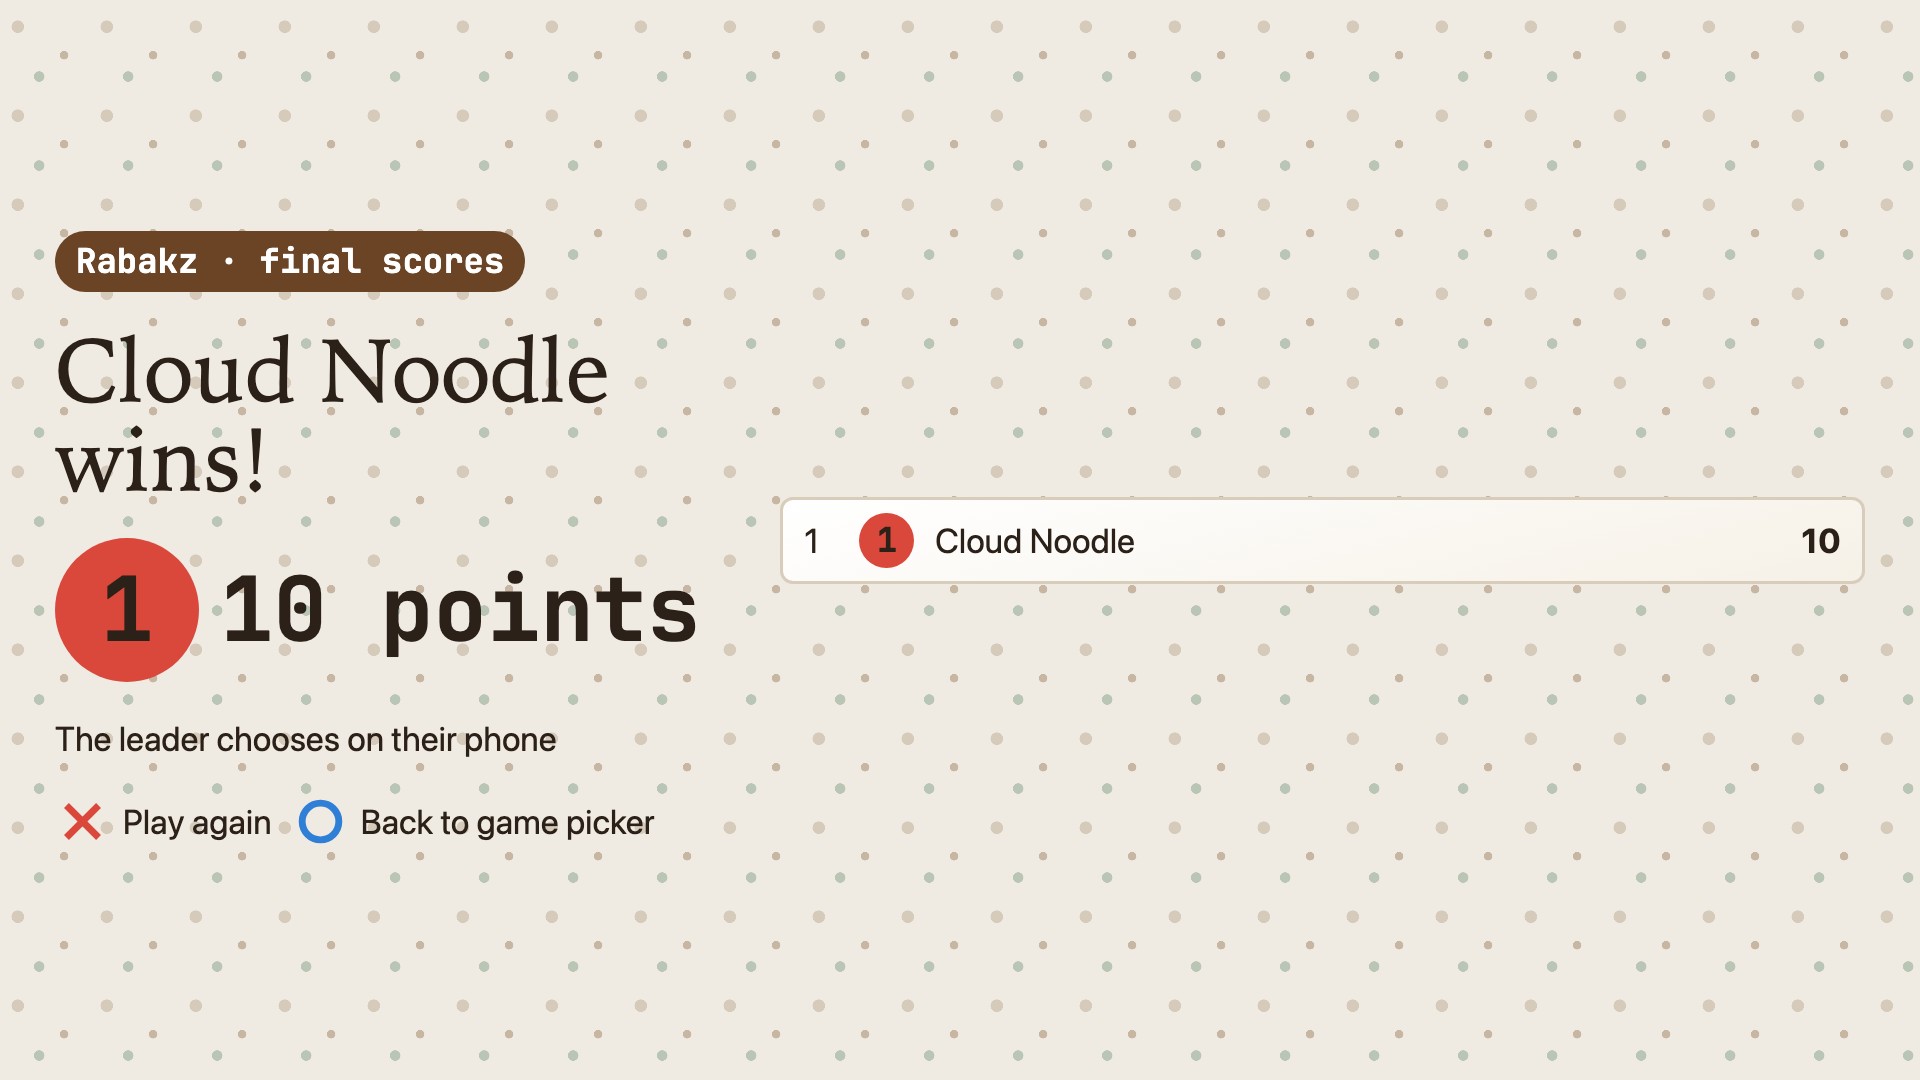 Rabakz · final scores
Cloud Noodle
wins!
1 10 points
The leader chooses on their phone
Play again Back to game picker
1 1 Cloud Noodle 10